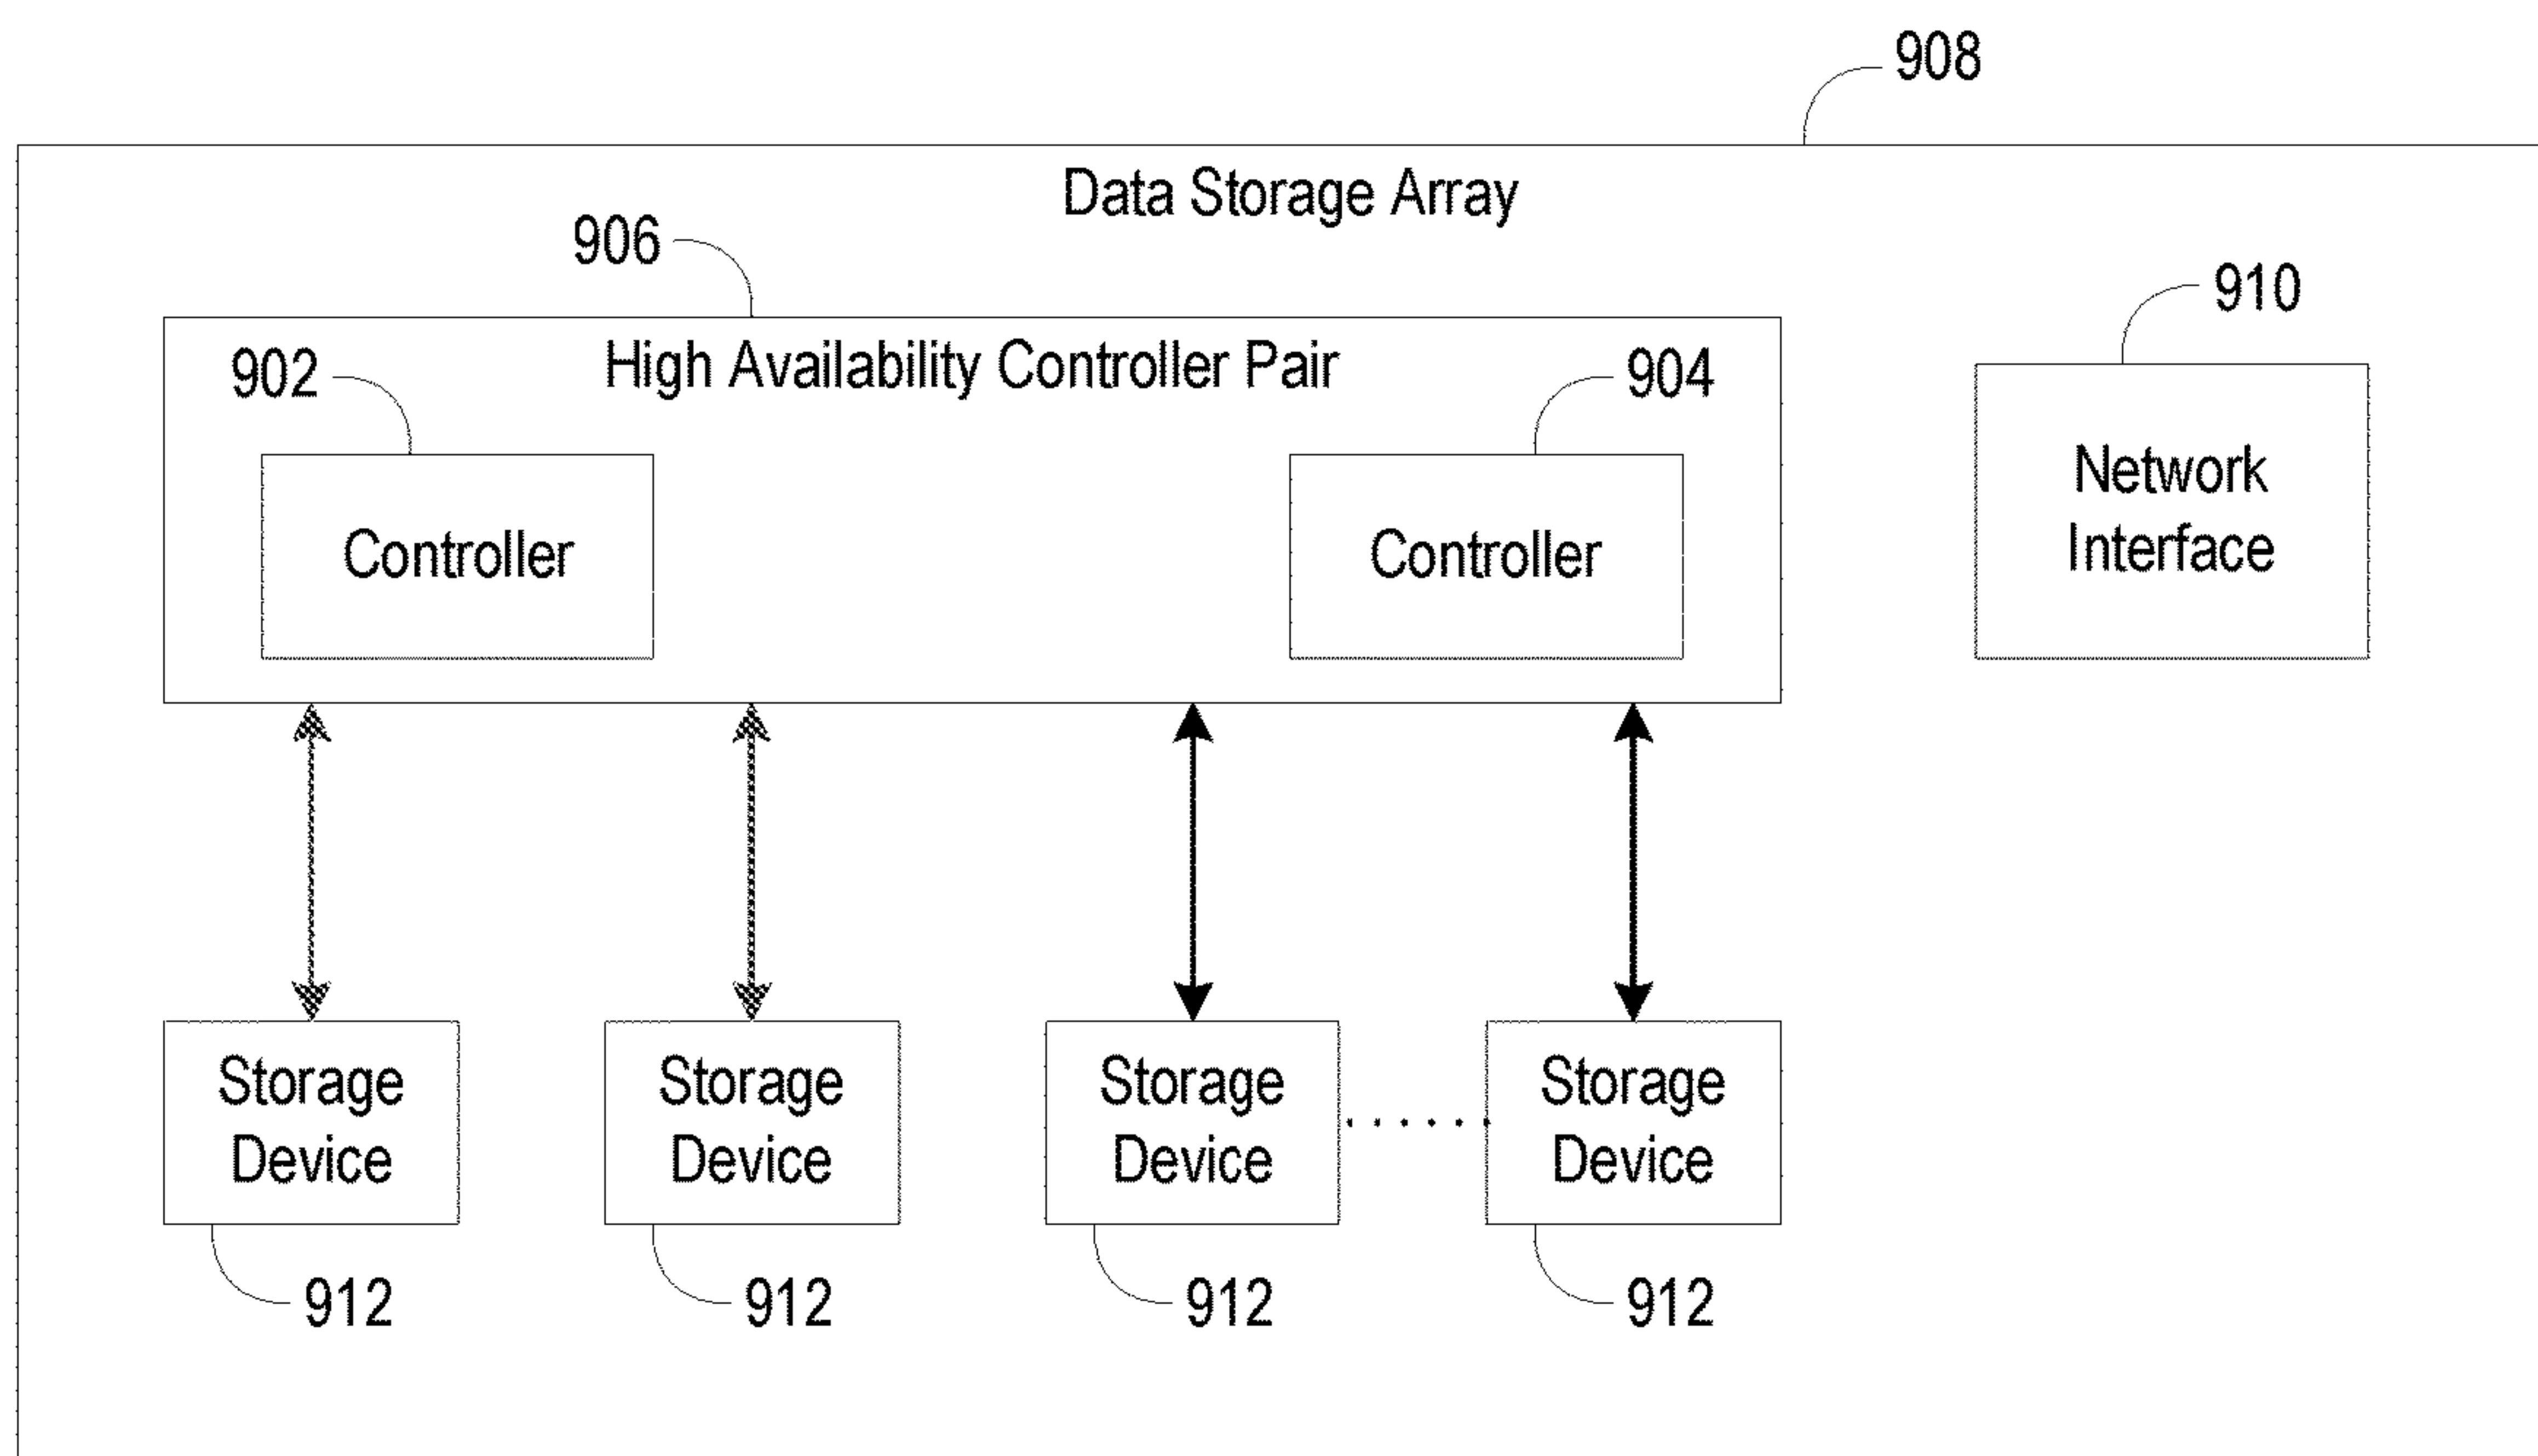 908
Data Storage Array
906
910
High Availability Controller Pair
902
904
Network
Interface
Controller
Controller
Storage
Device
Storage
Device
Storage
Device
Storage
Device
912
912
912
912